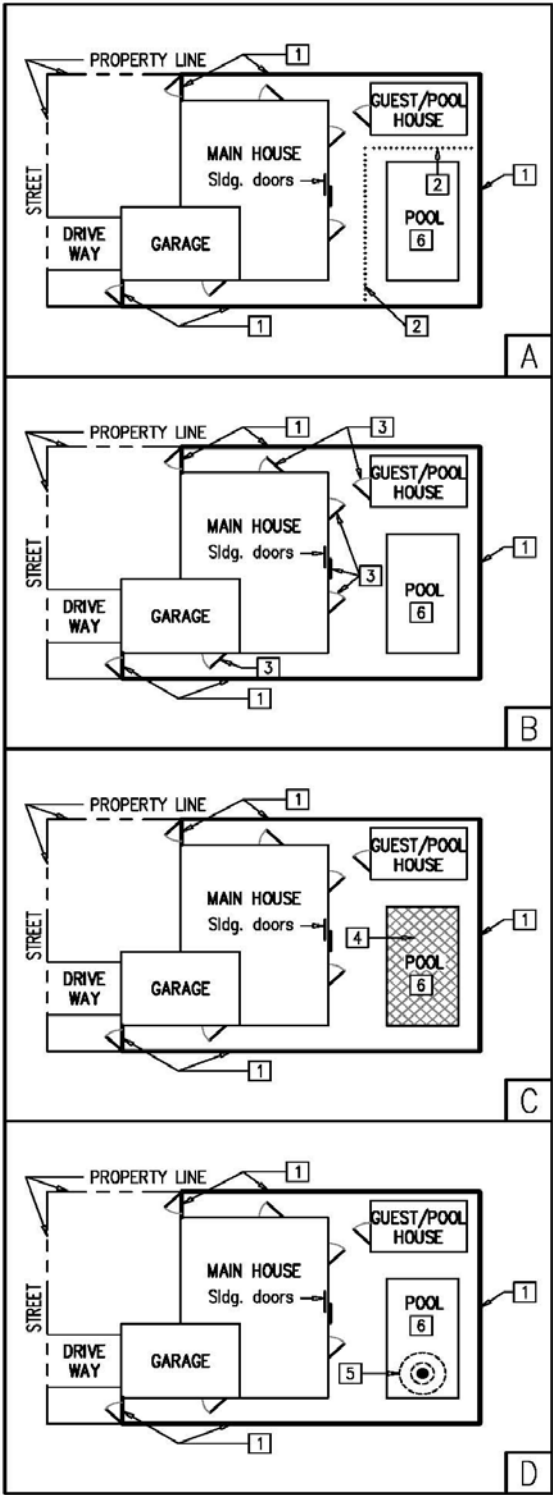 PROPERTY LINE
1
GUEST/POOL
HOUSE
MAIN HOUSE
Sldg. doors
2
1
STREET
POOL
6
DRIVE
WAY
GARAGE
1
2
A
PROPERTY LINE
1
3
GUEST/POOL
HOUSE
MAIN HOUSE
Sldg. doors
1
STREET
3
POOL
6
DRIVE
WAY
GARAGE
3
1
B
PROPERTY LINE
1
GUEST/POOL
HOUSE
MAIN HOUSE
Sldg. doors
1
STREET
4
POOL
6
DRIVE
WAY
GARAGE
1
C
PROPERTY LINE
1
GUEST/POOL
HOUSE
MAIN HOUSE
Sldg. doors
1
STREET
POOL
6
DRIVE
WAY
GARAGE
5
1
D